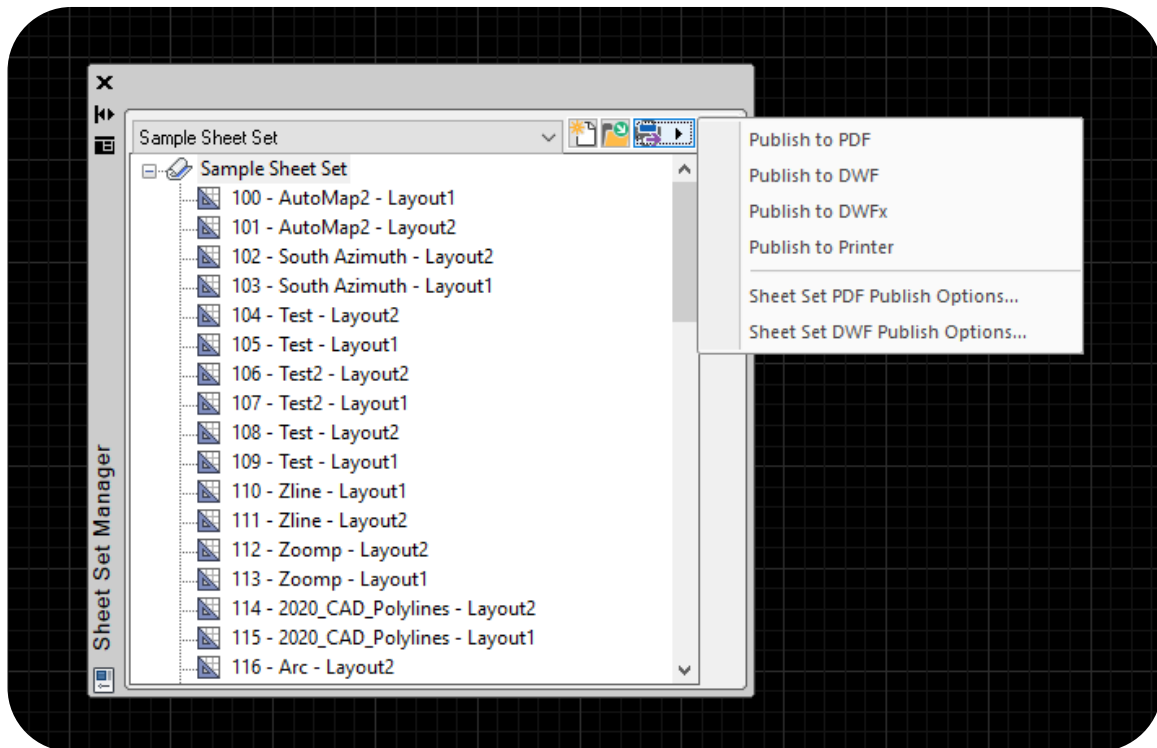 Sample Sheet Set
Sample Sheet Set
100 - AutoMap2 - Layout1
101 - AutoMap2 - Layout2
102 - South Azimuth - Layout2
103 - South Azimuth - Layout1
104 - Test - Layout2
105 - Test - Layout1
106 - Test2 - Layout2
107 - Test2 - Layout1
108 - Test - Layout2
109 - Test - Layout1
110 - Zline - Layout1
111 - Zline - Layout2
112 - Zoomp - Layout2
113 - Zoomp - Layout1
114 - 2020_CAD_Polylines - Layout2
115 - 2020_CAD_Polylines - Layout1
116 - Arc - Layout2
Sheet Set Manager
Publish to PDF
Publish to DWF
Publish to DWFx
Publish to Printer
Sheet Set PDF Publish Options...
Sheet Set DWF Publish Options...